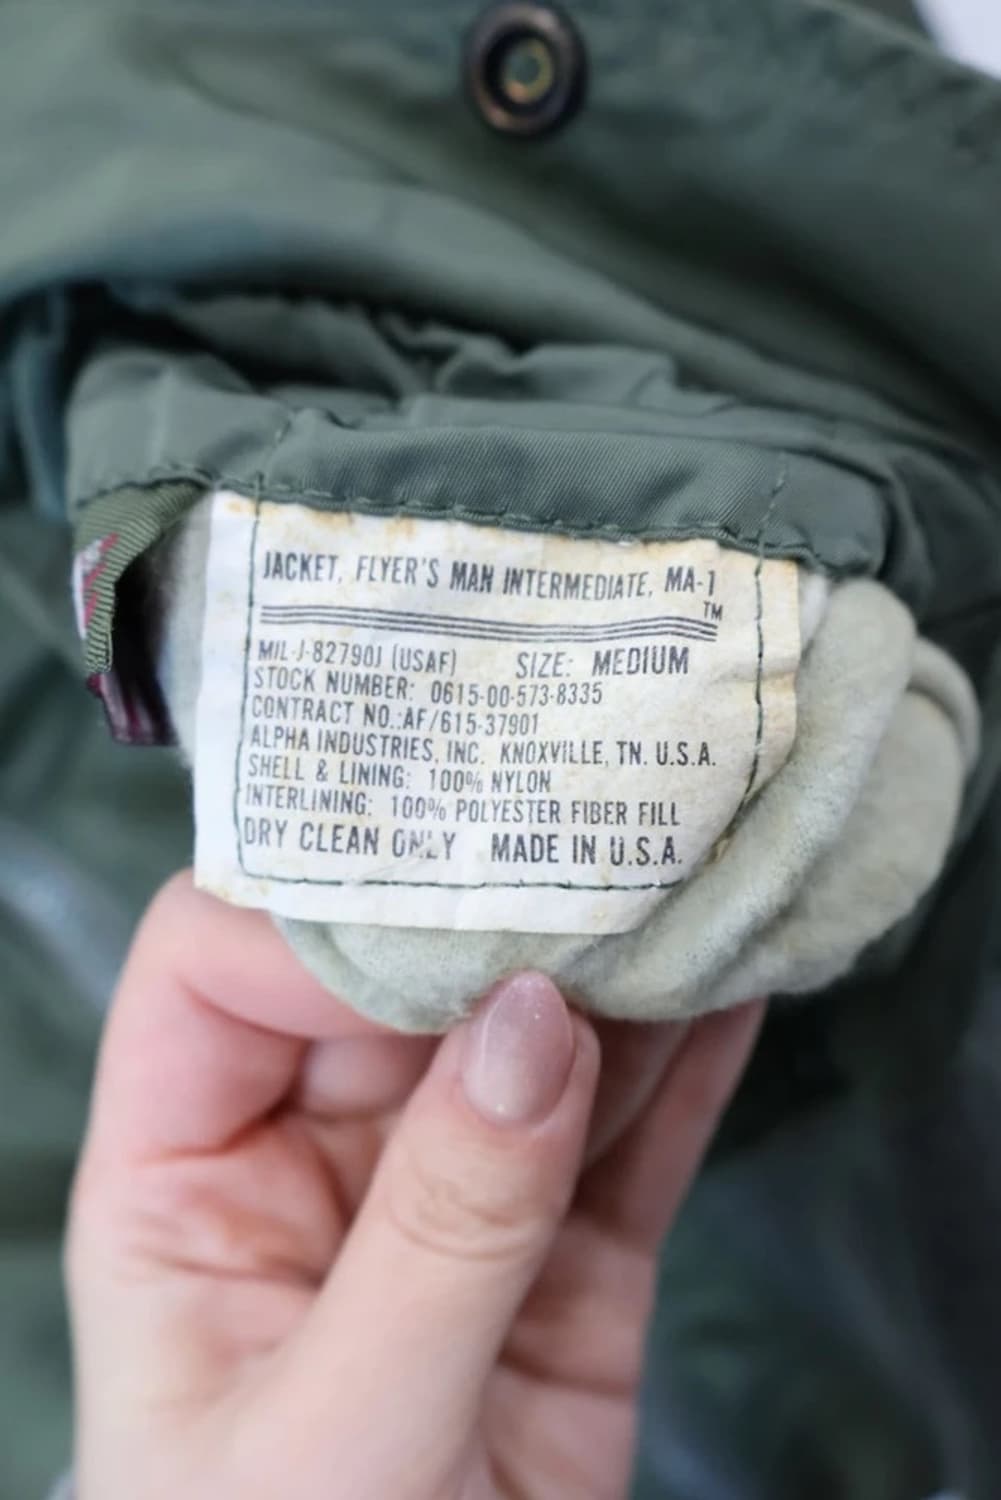 JACKET, FLYER'S MAN INTERMEDIATE, MA-1
TM
MIL-J-82790J (USAF) SIZE: MEDIUM
STOCK NUMBER: 0615-00-573-8335
CONTRACT NO.:AF/615-37901
ALPHA INDUSTRIES, INC. KNOXVILLE, TN. U.S.A.
SHELL & LINING: 100% NYLON
INTERLINING: 100% POLYESTER FIBER FILL
DRY CLEAN ONLY MADE IN U.S.A.